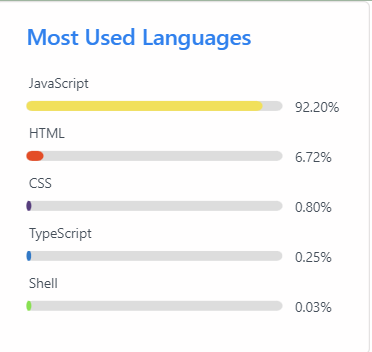 Most Used Languages
JavaScript
92.20%
HTML
6.72%
CSS
0.80%
TypeScript
0.25%
Shell
0.03%